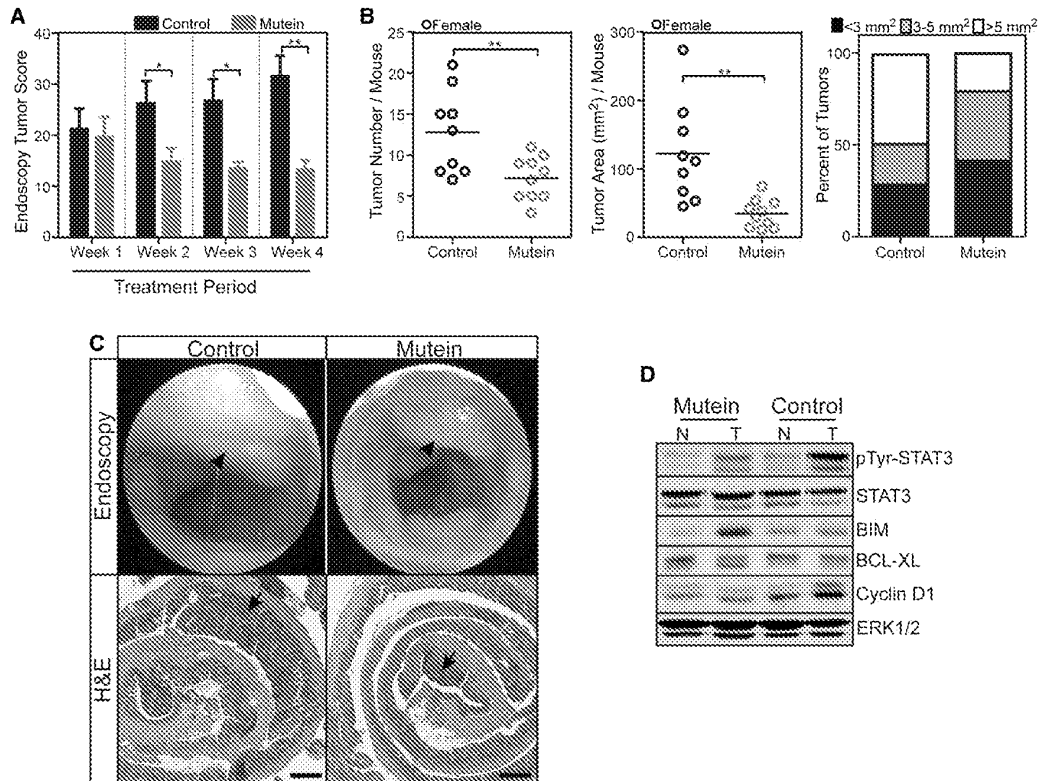 A
Control Mutein
Endoscopy Tumor Score
40
30
20
10
0
* * **
Week 1 Week 2 Week 3 Week 4
Treatment Period
B
Female
**
Tumor Number / Mouse
25
20
15
10
5
0
Control Mutein
Female
**
Tumor Area (mm²) / Mouse
300
200
100
0
Control Mutein
<3 mm² 3-5 mm² >5 mm²
Percent of Tumors
100
50
0
Control Mutein
C
Control Mutein
Endoscopy
H&E
D
Mutein Control
N T N T
pTyr-STAT3
STAT3
BIM
BCL-XL
Cyclin D1
ERK1/2